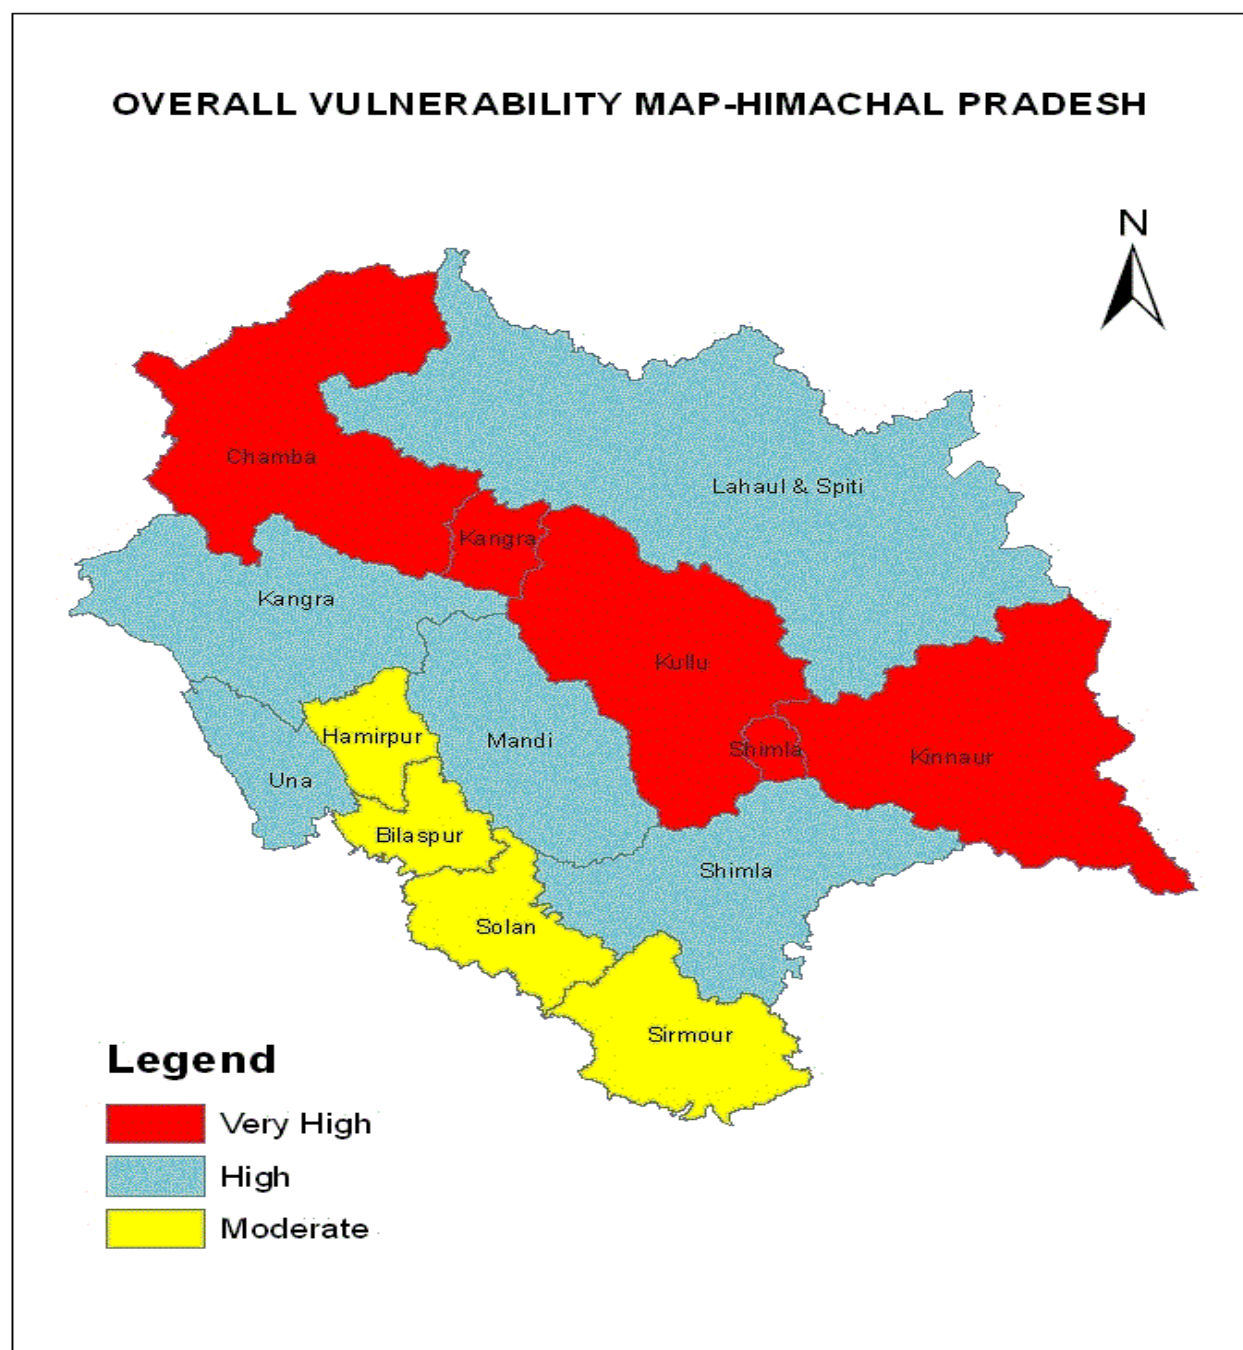 OVERALL VULNERABILITY MAP-HIMACHAL PRADESH
N
Chamba
Lahaul & Spiti
Kangra
Kangra
Kullu
Hamirpur
Mandi
Shimla
Kinnaur
Una
Bilaspur
Shimla
Solan
Sirmour
Legend
Very High
High
Moderate